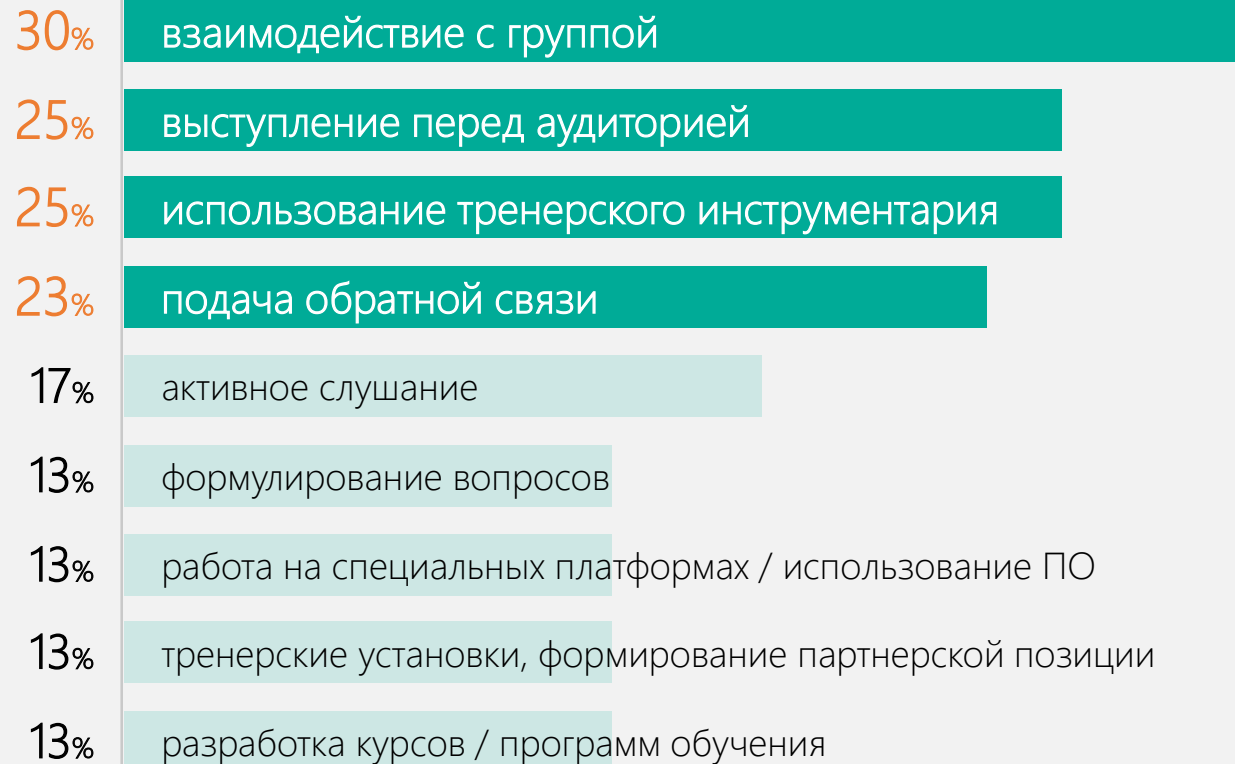 30% взаимодействие с группой
25% выступление перед аудиторией
25% использование тренерского инструментария
23% подача обратной связи
17% активное слушание
13% формулирование вопросов
13% работа на специальных платформах / использование ПО
13% тренерские установки, формирование партнерской позиции
13% разработка курсов / программ обучения